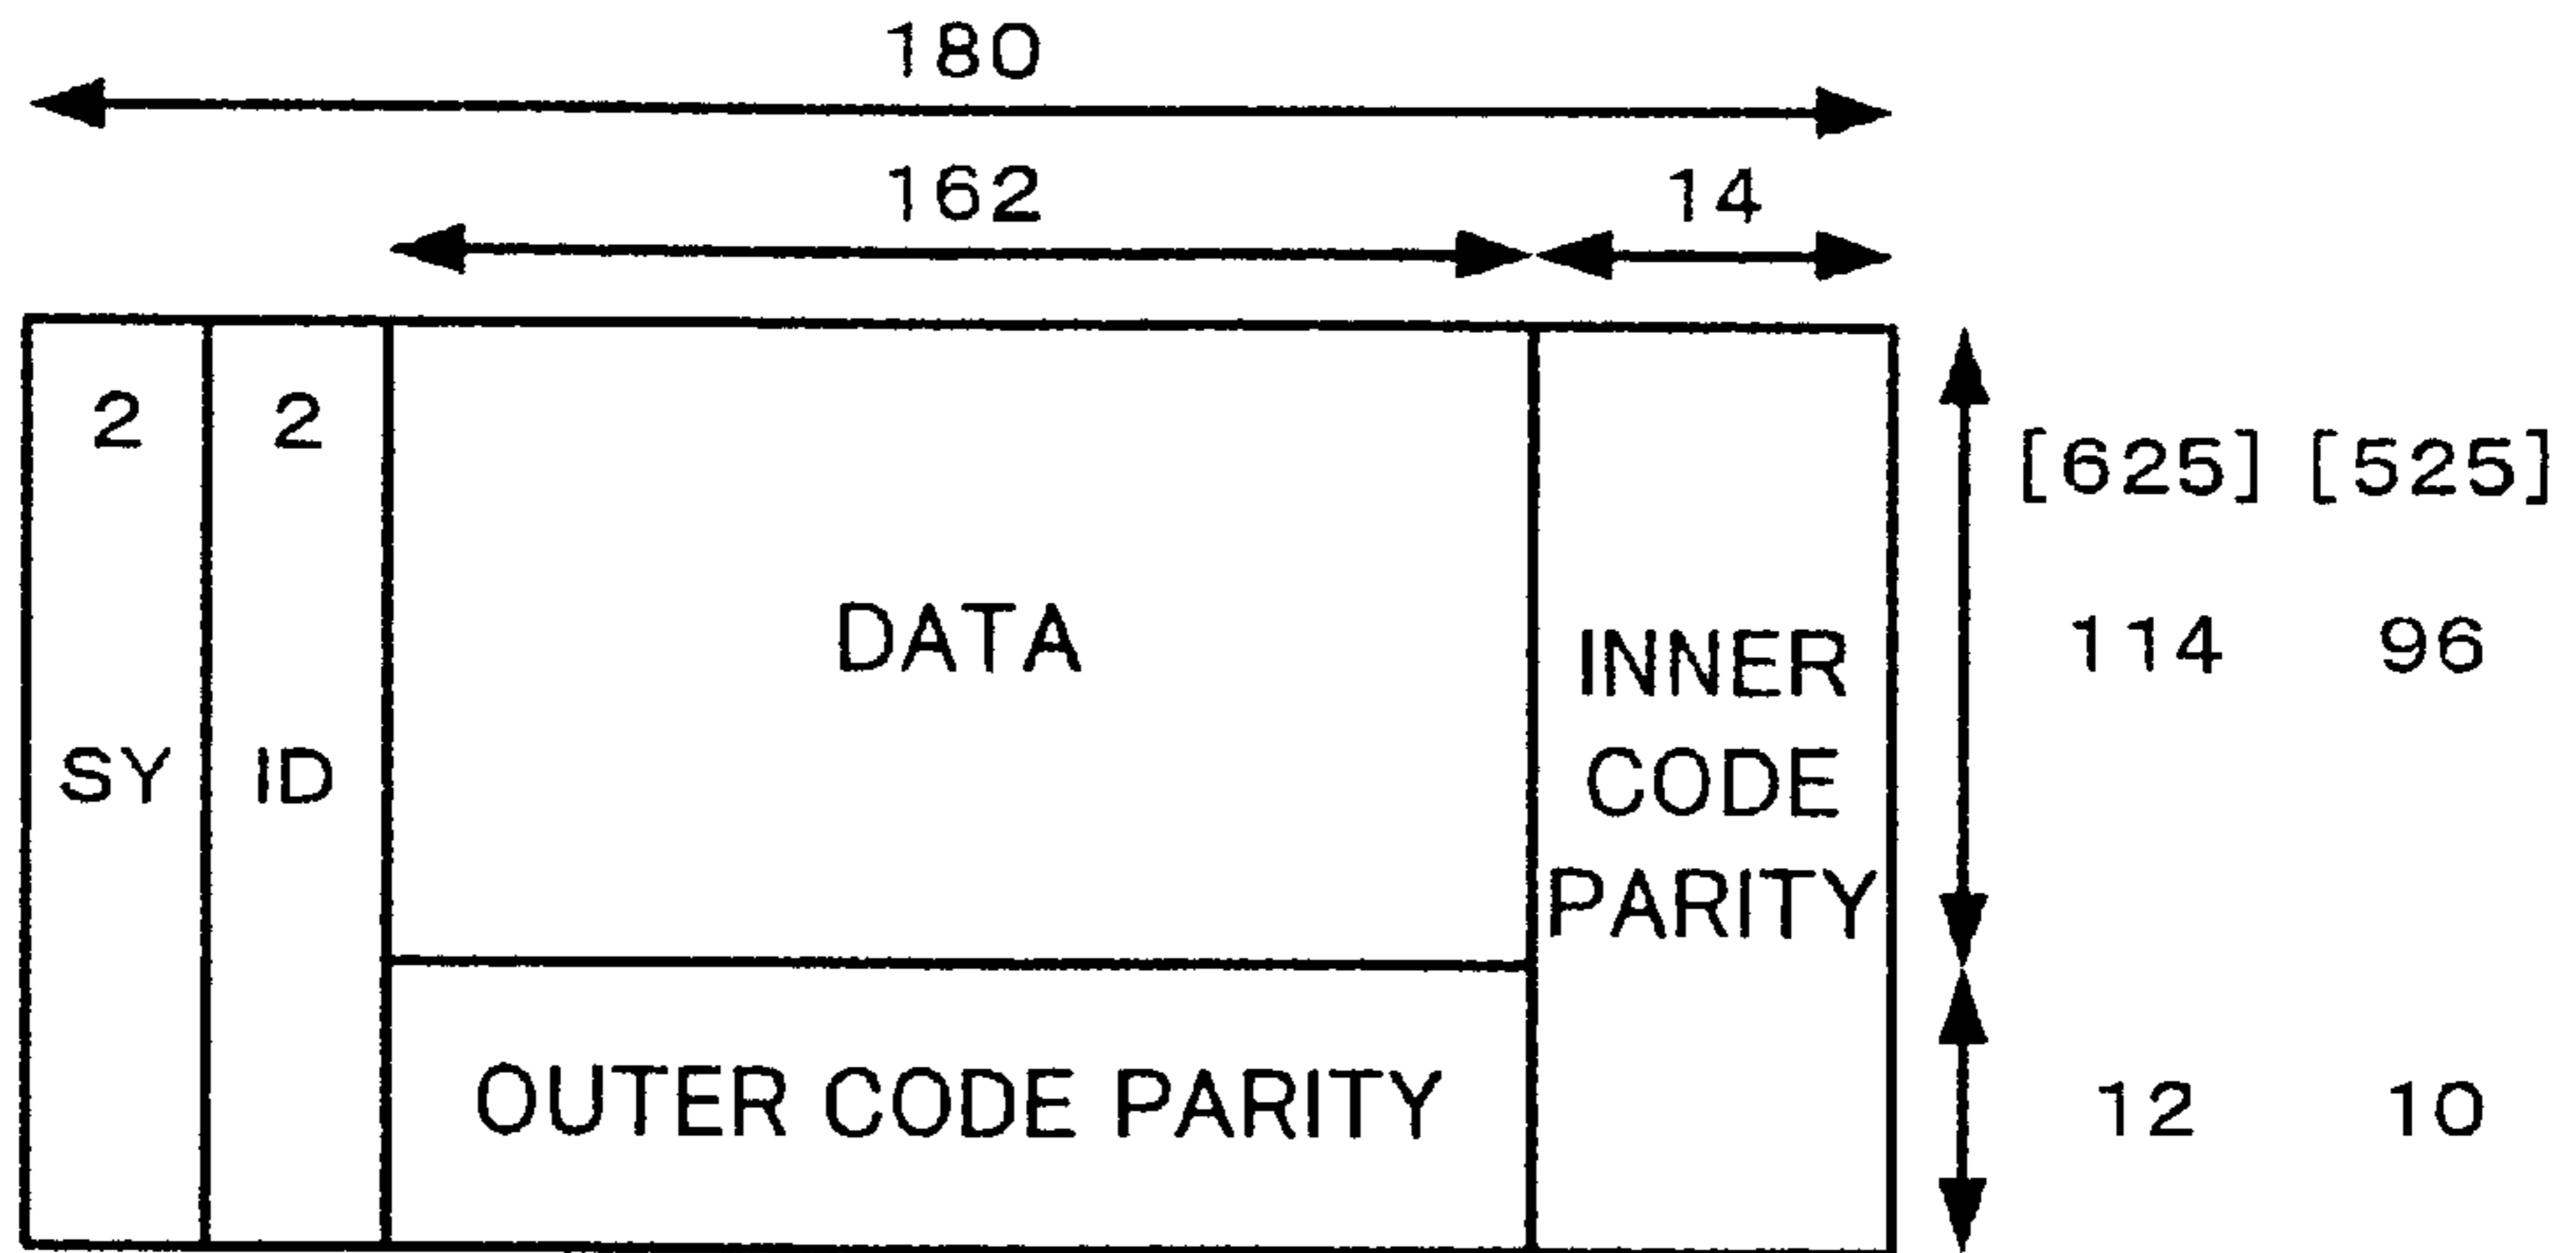 180
162 14
2 2
[625] [525]
DATA
INNER
CODE
PARITY
114 96
SY ID
OUTER CODE PARITY
12 10